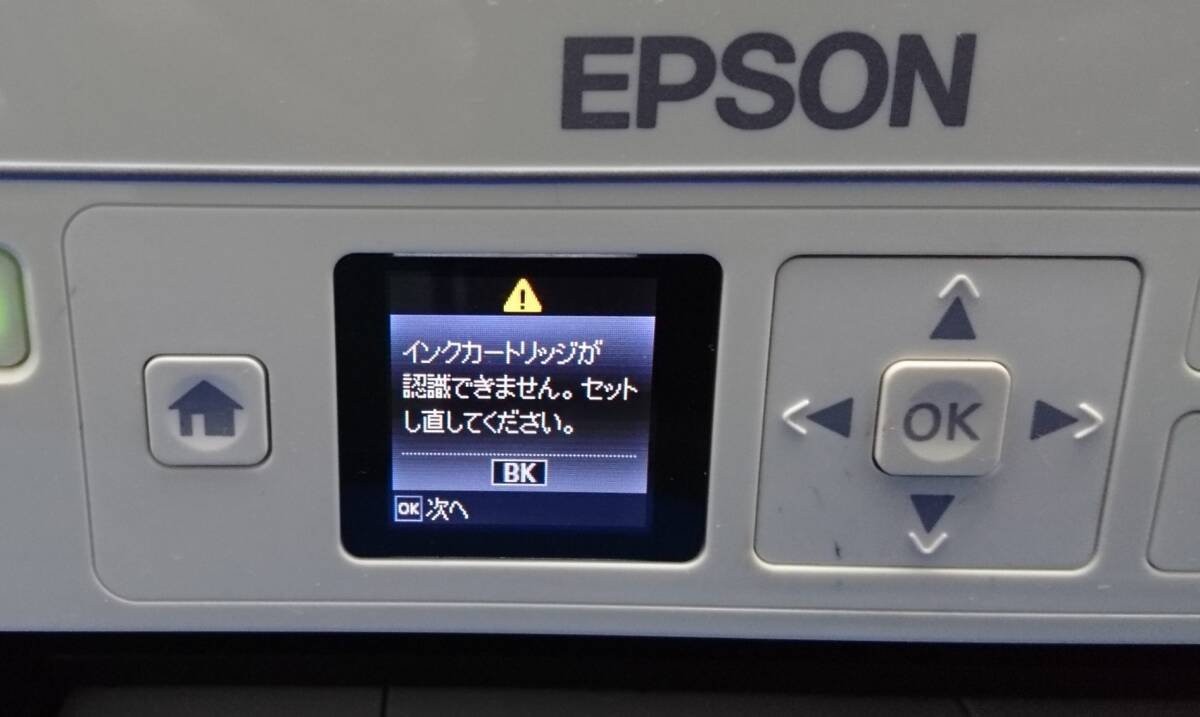 EPSON
インクカートリッジが
認識できません。セット
し直してください。
BK
OK 次へ
OK